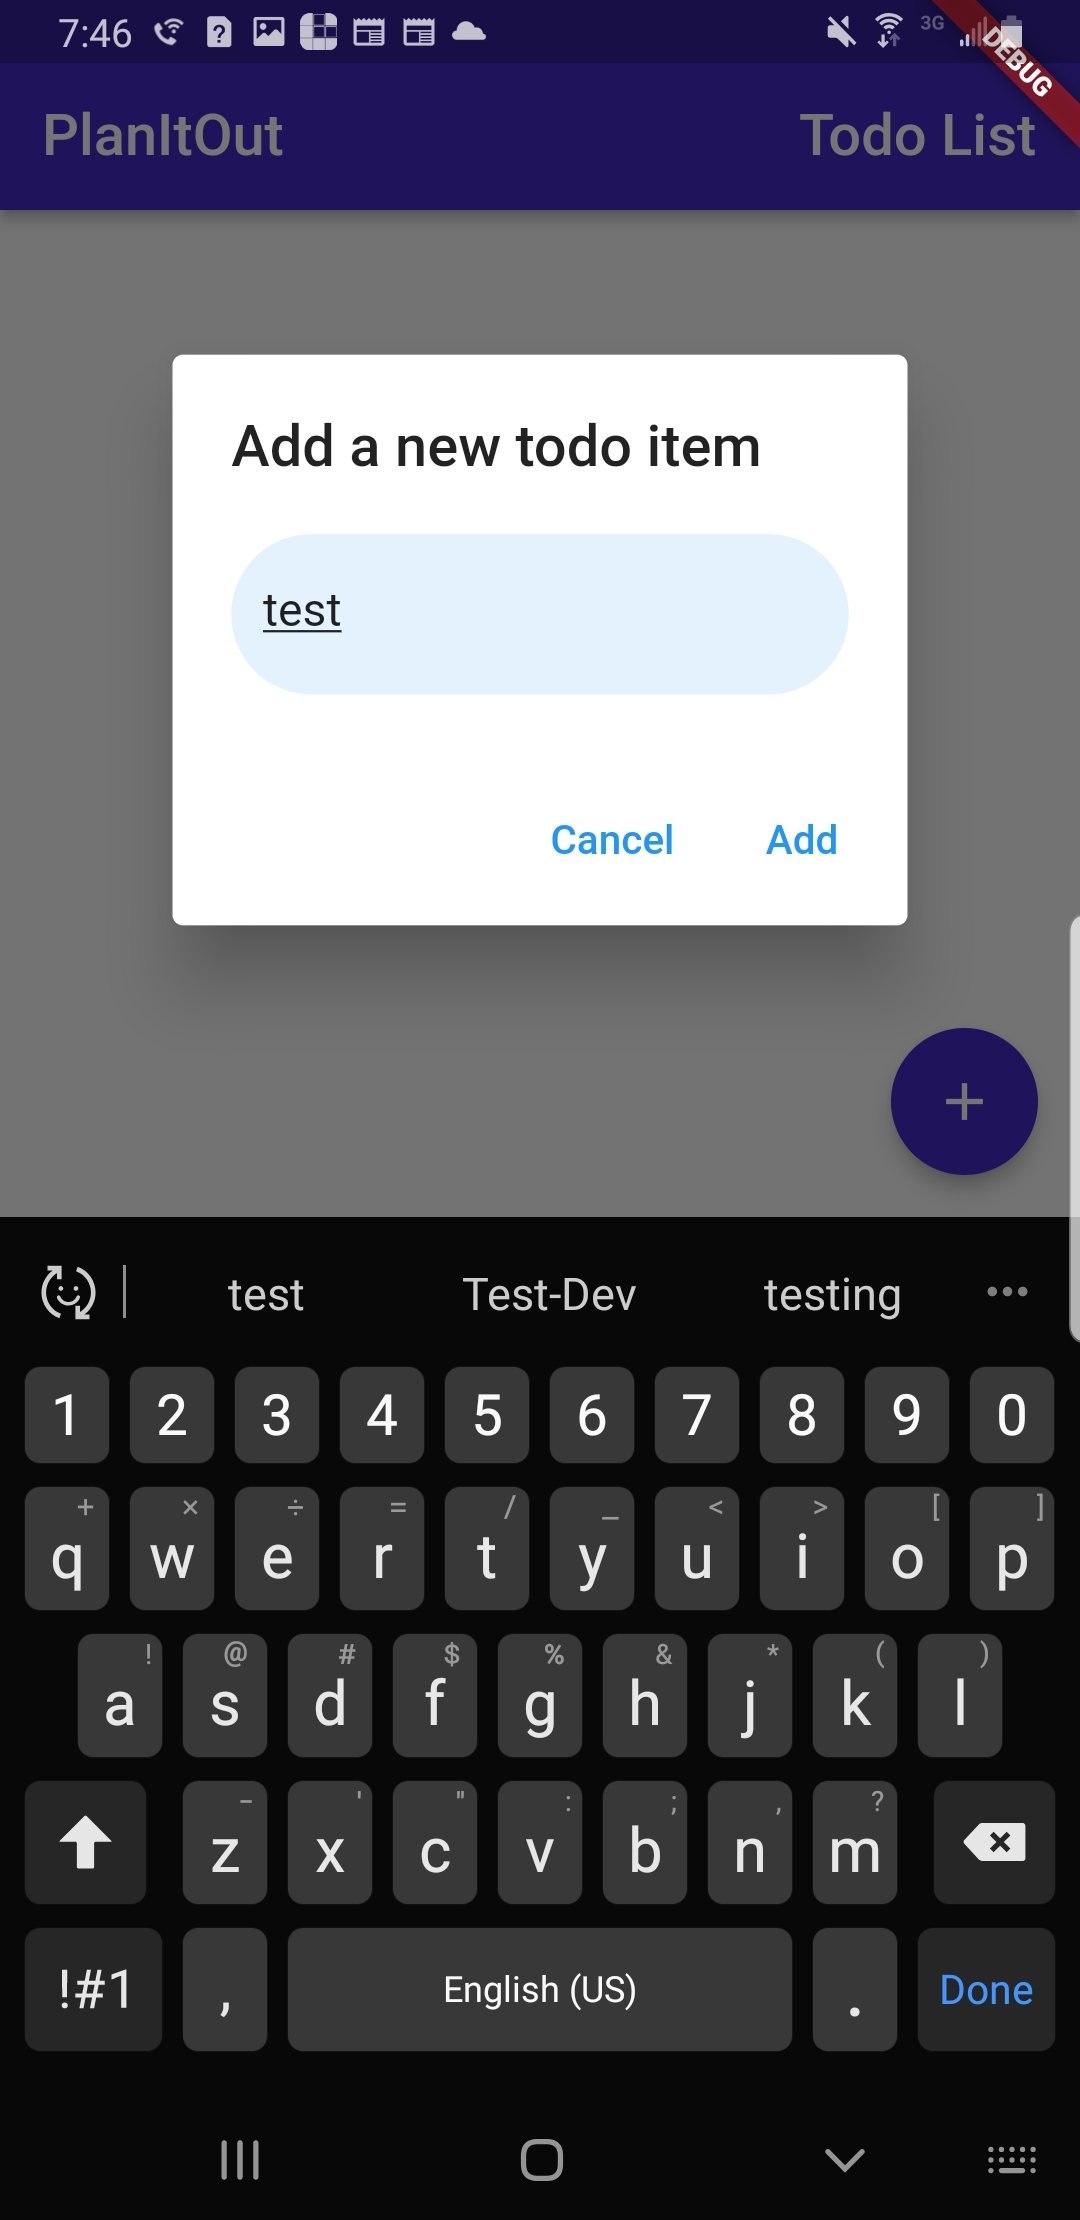 7:46 3G
DEBUG
PlanItOut Todo List
Add a new todo item
test
Cancel Add
+
test Test-Dev testing •••
1 2 3 4 5 6 7 8 9 0
+ × ÷ = / _ < > [ ]
q w e r t y u i o p
! @ # $ % & * ( )
a s d f g h j k l
- ' " : ; , ?
z x c v b n m
!#1 , English (US) . Done